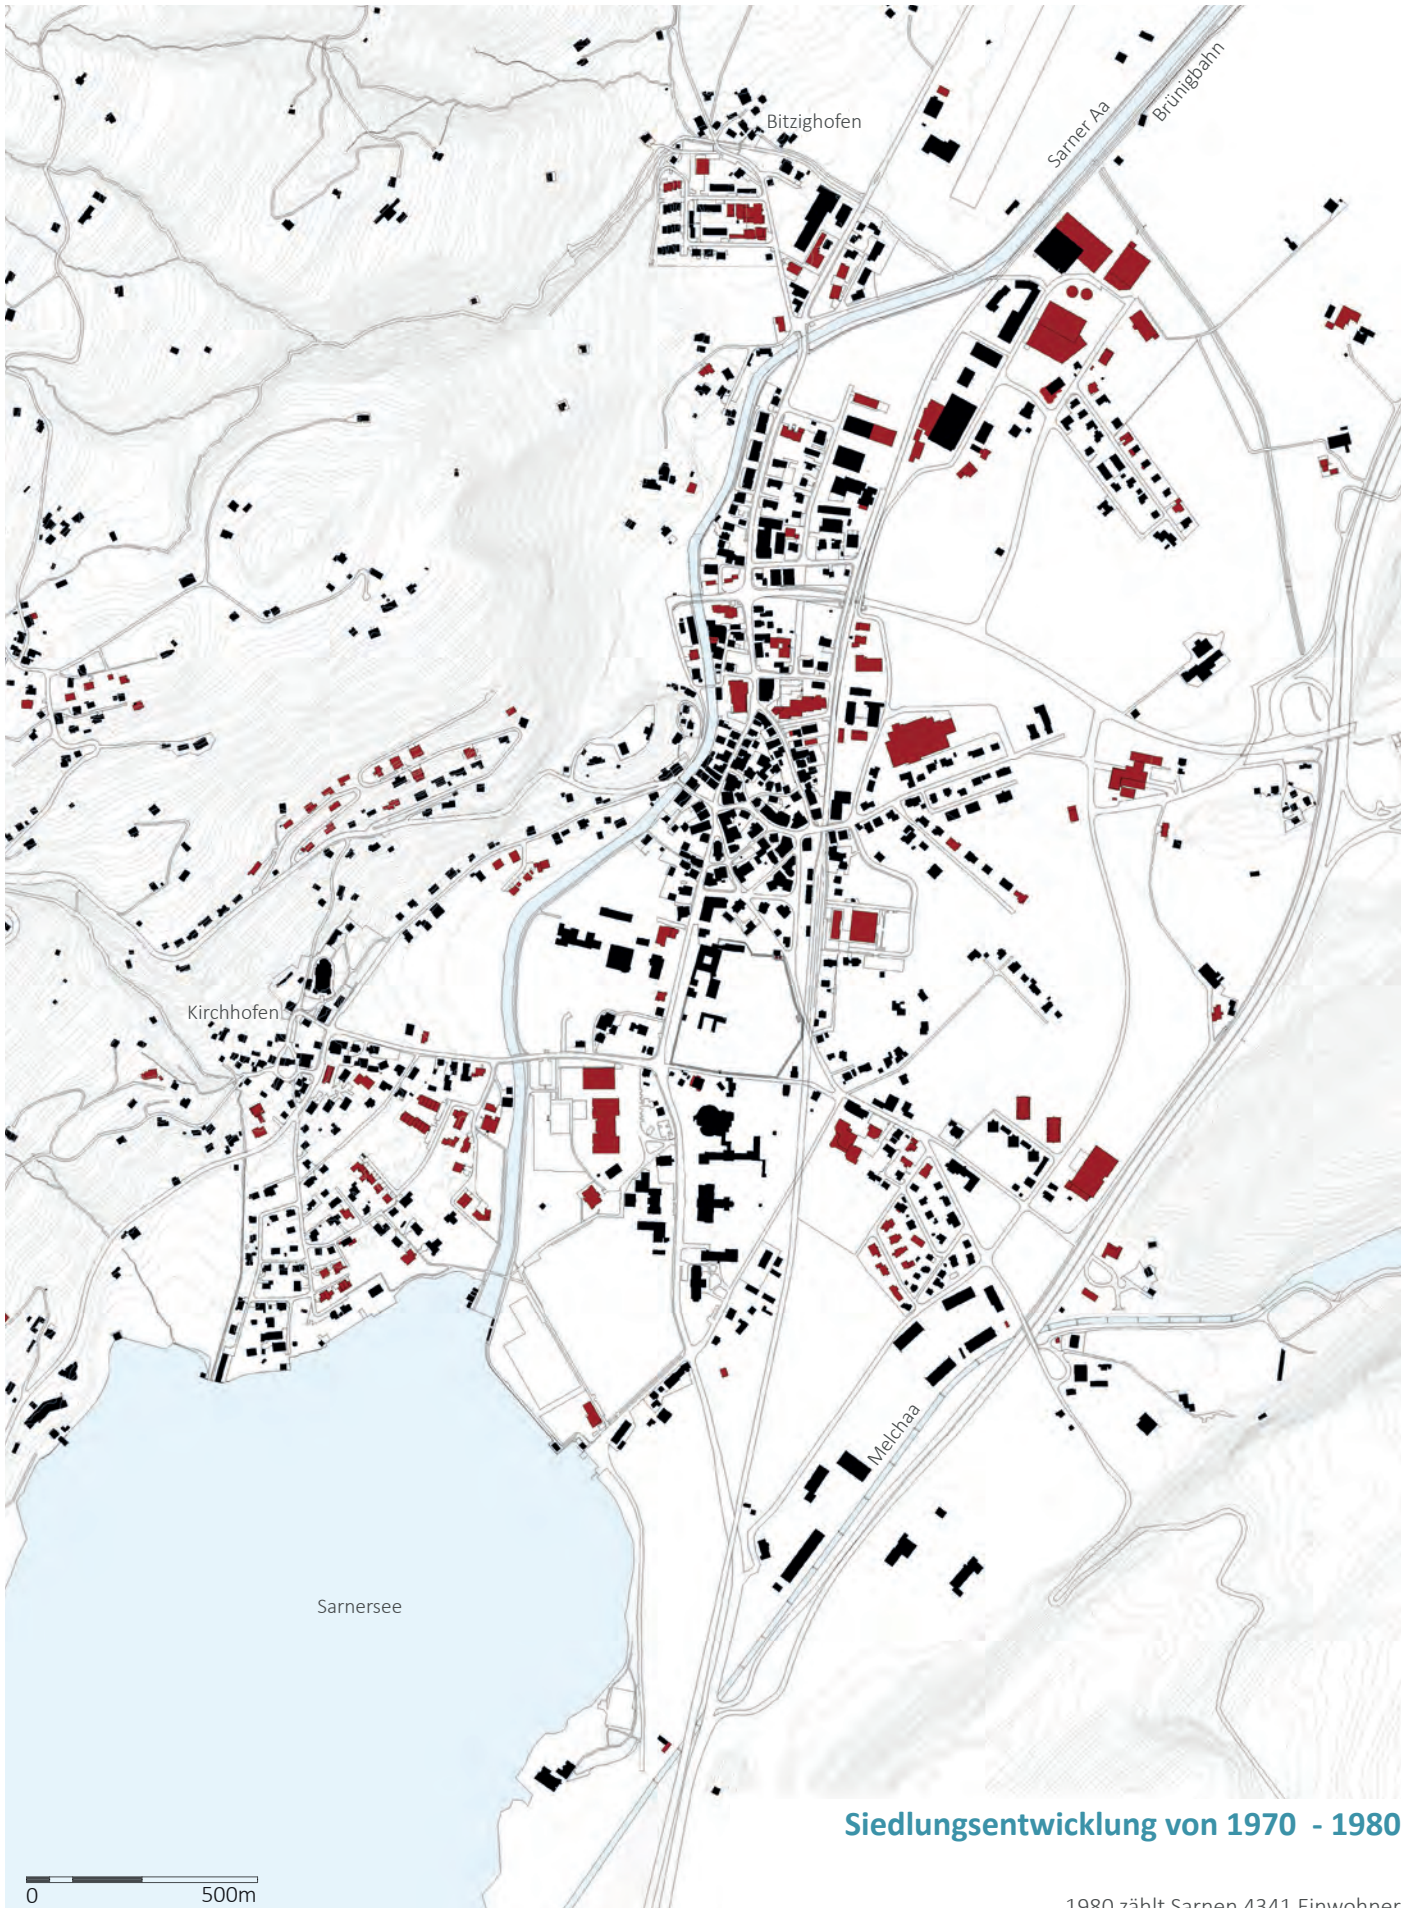 Bitzighofen
Sarner Aa
Brünigbahn
Kirchhofen
Melchaa
Sarnersee
Siedlungsentwicklung von 1970 - 1980
0 500m
1980 zählt Sarnen 4341 Einwohner